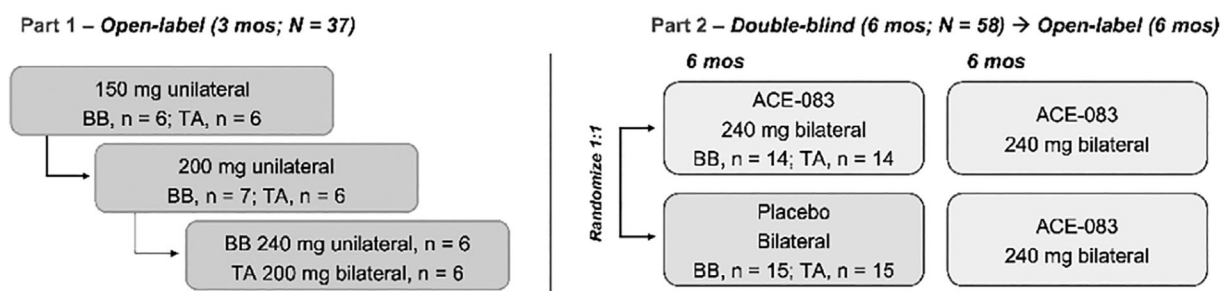 Part 1 – Open-label (3 mos; N = 37)
150 mg unilateral
BB, n = 6; TA, n = 6
200 mg unilateral
BB, n = 7; TA, n = 6
BB 240 mg unilateral, n = 6
TA 200 mg bilateral, n = 6
Part 2 – Double-blind (6 mos; N = 58) → Open-label (6 mos)
6 mos
6 mos
Randomize 1:1
ACE-083
240 mg bilateral
BB, n = 14; TA, n = 14
ACE-083
240 mg bilateral
Placebo
Bilateral
BB, n = 15; TA, n = 15
ACE-083
240 mg bilateral